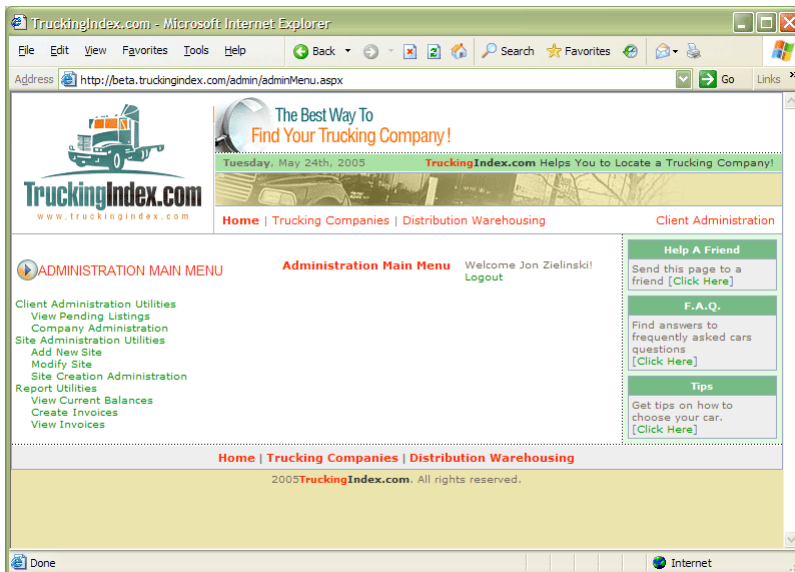 TruckingIndex.com - Microsoft Internet Explorer
File Edit View Favorites Tools Help Back Search Favorites
Address http://beta.truckingindex.com/admin/adminMenu.aspx Go Links »
TruckingIndex.com
www.truckingindex.com
The Best Way To
Find Your Trucking Company!
Tuesday, May 24th, 2005 TruckingIndex.com Helps You to Locate a Trucking Company!
Home | Trucking Companies | Distribution Warehousing Client Administration
ADMINISTRATION MAIN MENU
Client Administration Utilities
View Pending Listings
Company Administration
Site Administration Utilities
Add New Site
Modify Site
Site Creation Administration
Report Utilities
View Current Balances
Create Invoices
View Invoices
Administration Main Menu
Welcome Jon Zielinski!
Logout
Help A Friend
Send this page to a
friend [Click Here]
F.A.Q.
Find answers to
frequently asked cars
questions
[Click Here]
Tips
Get tips on how to
choose your car.
[Click Here]
Home | Trucking Companies | Distribution Warehousing
2005TruckingIndex.com. All rights reserved.
Done Internet